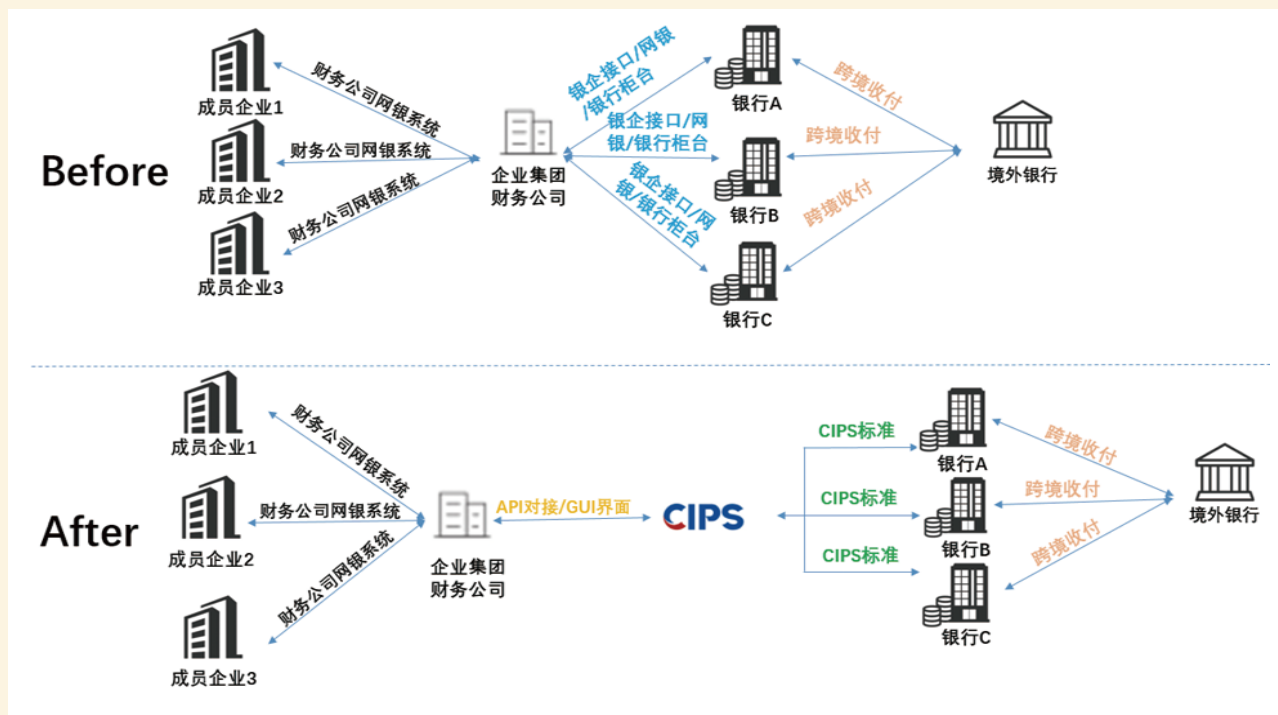 Before
成员企业1
成员企业2
成员企业3
财务公司网银系统
财务公司网银系统
财务公司网银系统
企业集团
财务公司
银企接口/网银
/银行柜台
银企接口/网
银/银行柜台
银企接口/网
银/银行柜台
银行A
银行B
银行C
跨境收付
跨境收付
跨境收付
境外银行
After
成员企业1
成员企业2
成员企业3
财务公司网银系统
财务公司网银系统
财务公司网银系统
企业集团
财务公司
API对接/GUI界面
CIPS
CIPS标准
CIPS标准
CIPS标准
银行A
银行B
银行C
跨境收付
跨境收付
跨境收付
境外银行